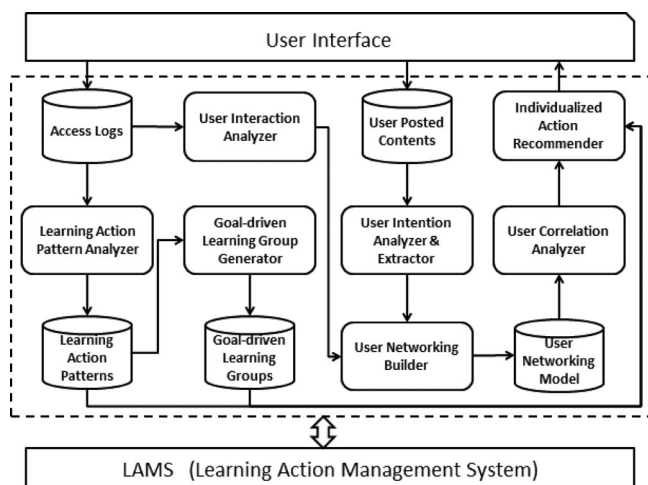 User Interface
Access Logs
User Interaction
Analyzer
User Posted
Contents
Individualized
Action
Recommender
Learning Action
Pattern Analyzer
Goal-driven
Learning Group
Generator
User Intention
Analyzer &
Extractor
User Correlation
Analyzer
Learning
Action
Patterns
Goal-driven
Learning
Groups
User Networking
Builder
User
Networking
Model
LAMS (Learning Action Management System)